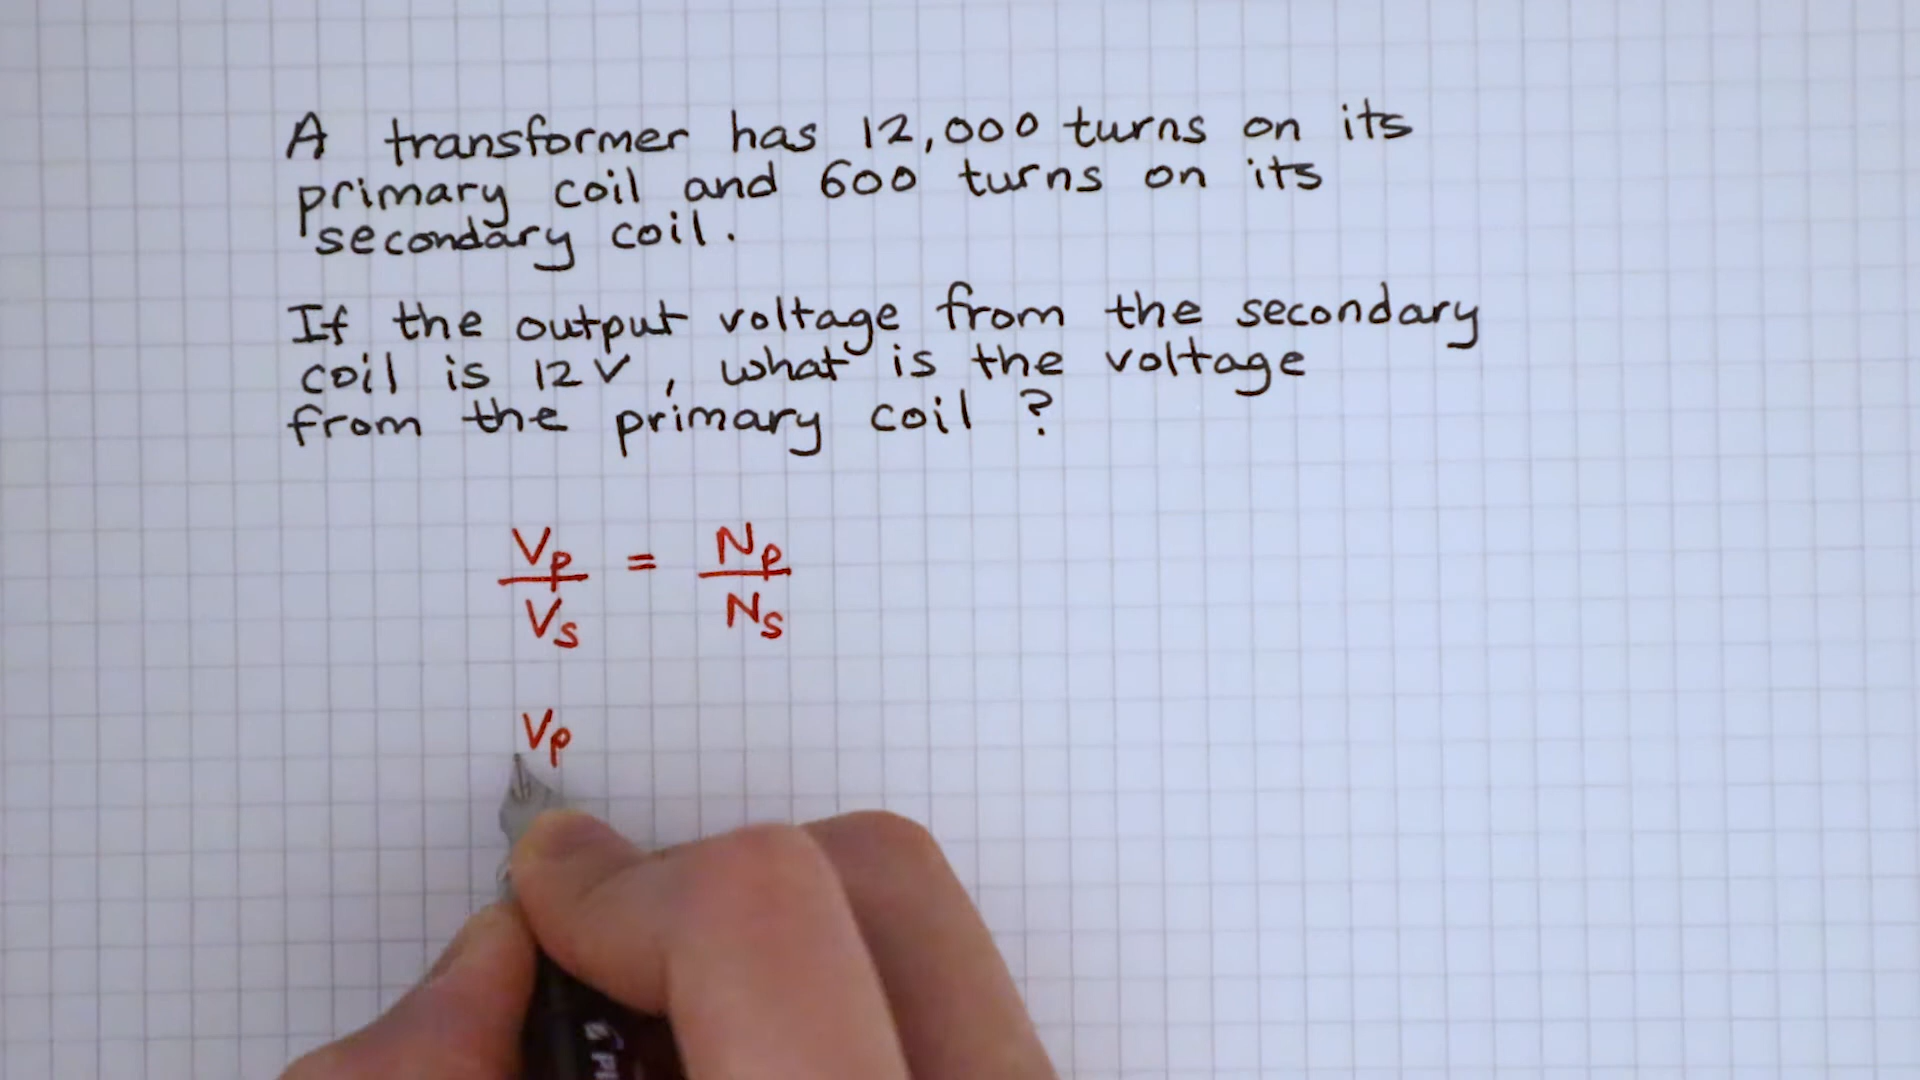 A transformer has 12,000 turns on its
primary coil and 600 turns on its
secondary coil.
If the output voltage from the secondary
coil is 12V, what is the voltage
from the primary coil ?
Vp/Vs = Np/Ns
Vp